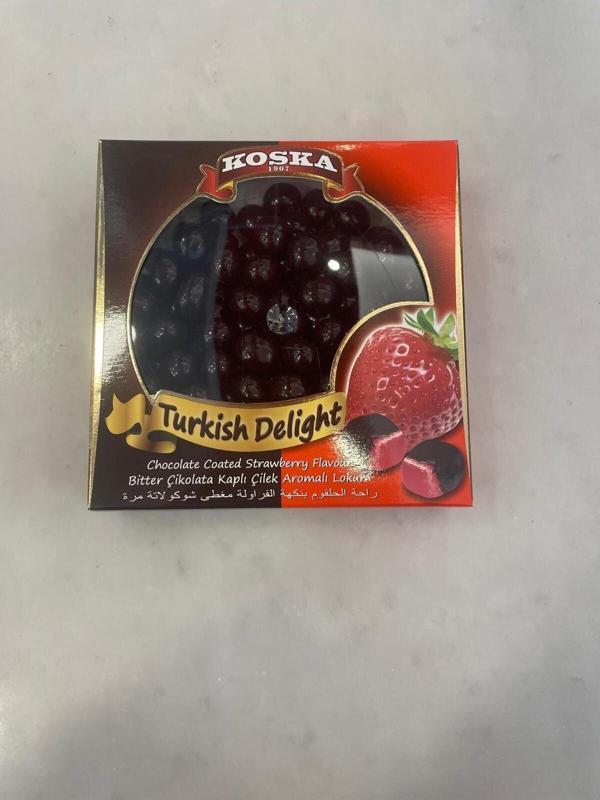 KOSKA
1907
Turkish Delight
Chocolate Coated Strawberry Flavour
Bitter Çikolata Kaplı Çilek Aromalı Lokum
راحة الحلقوم بنكهة الفراولة مغطى شوكولاتة مرة